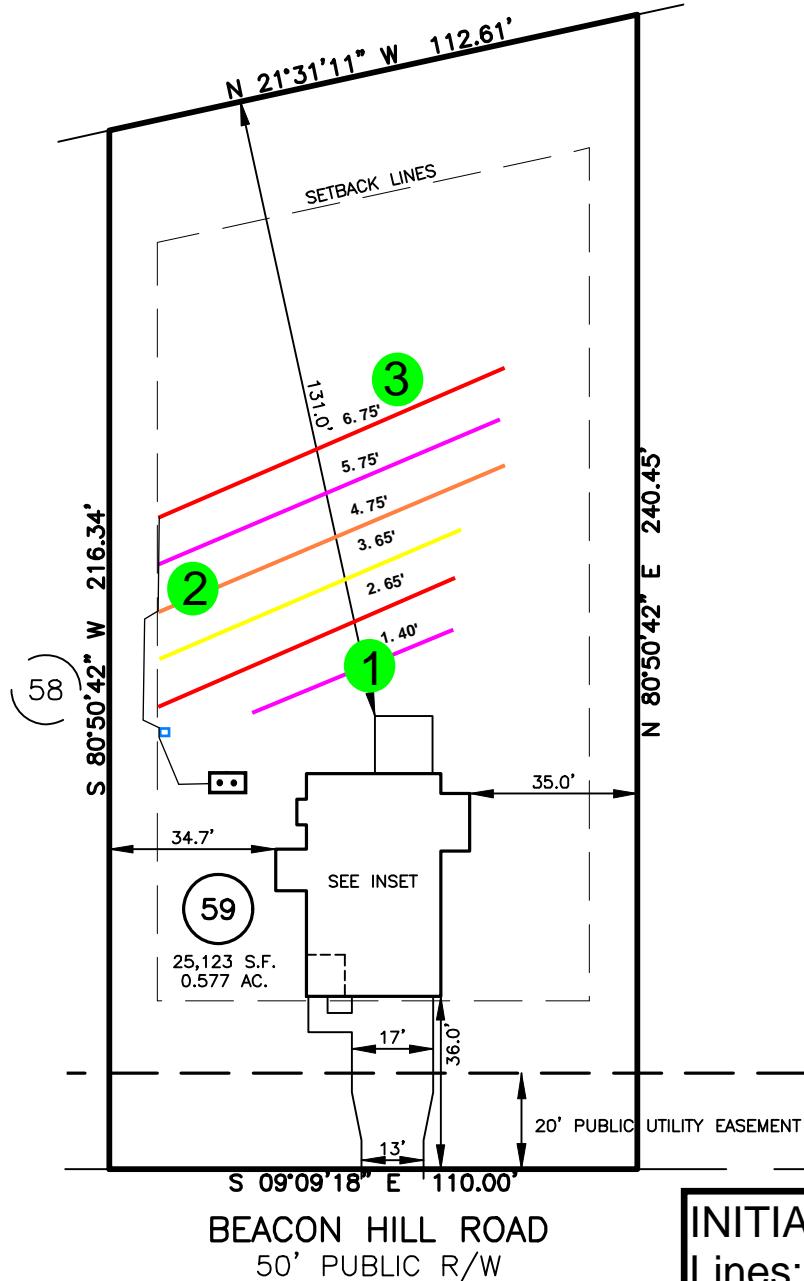 N 21°31'11" W 112.61'
SETBACK LINES
131.0'
3
6.75'
5.75'
4.75'
3.65'
2.65'
1.40'
2
1
S 80°50'42" W 216.34'
N 80°50'42" E 240.45'
58
35.0'
34.7'
SEE INSET
59
25,123 S.F.
0.577 AC.
17'
36.0'
20' PUBLIC UTILITY EASEMENT
13'
S 09°09'18" E 110.00'
BEACON HILL ROAD
50' PUBLIC R/W
INITIA
Lines: